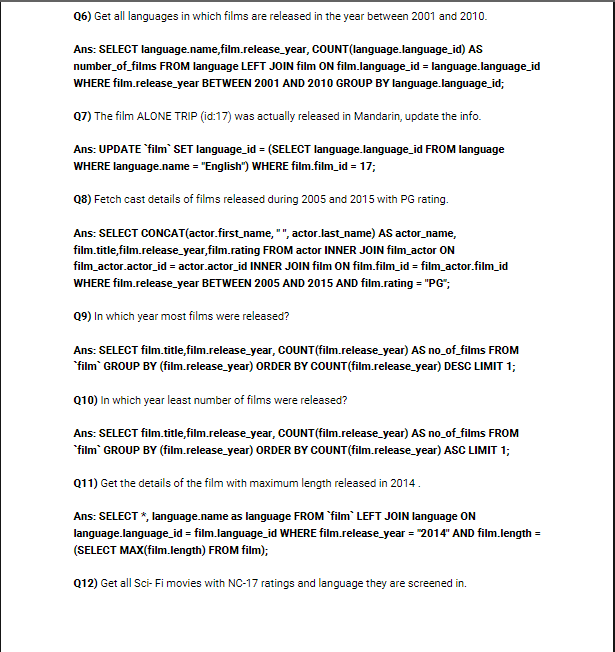 Q6) Get all languages in which films are released in the year between 2001 and 2010.
Ans: SELECT language.name,film.release_year, COUNT(language.language_id) AS
number_of_films FROM language LEFT JOIN film ON film.language_id = language.language_id
WHERE film.release_year BETWEEN 2001 AND 2010 GROUP BY language.language_id;
Q7) The film ALONE TRIP (id:17) was actually released in Mandarin, update the info.
Ans: UPDATE `film` SET language_id = (SELECT language.language_id FROM language
WHERE language.name = "English") WHERE film.film_id = 17;
Q8) Fetch cast details of films released during 2005 and 2015 with PG rating.
Ans: SELECT CONCAT(actor.first_name, " ", actor.last_name) AS actor_name,
film.title,film.release_year,film.rating FROM actor INNER JOIN film_actor ON
film_actor.actor_id = actor.actor_id INNER JOIN film ON film.film_id = film_actor.film_id
WHERE film.release_year BETWEEN 2005 AND 2015 AND film.rating = "PG";
Q9) In which year most films were released?
Ans: SELECT film.title,film.release_year, COUNT(film.release_year) AS no_of_films FROM
`film` GROUP BY (film.release_year) ORDER BY COUNT(film.release_year) DESC LIMIT 1;
Q10) In which year least number of films were released?
Ans: SELECT film.title,film.release_year, COUNT(film.release_year) AS no_of_films FROM
`film` GROUP BY (film.release_year) ORDER BY COUNT(film.release_year) ASC LIMIT 1;
Q11) Get the details of the film with maximum length released in 2014 .
Ans: SELECT *, language.name as language FROM `film` LEFT JOIN language ON
language.language_id = film.language_id WHERE film.release_year = "2014" AND film.length =
(SELECT MAX(film.length) FROM film);
Q12) Get all Sci- Fi movies with NC-17 ratings and language they are screened in.